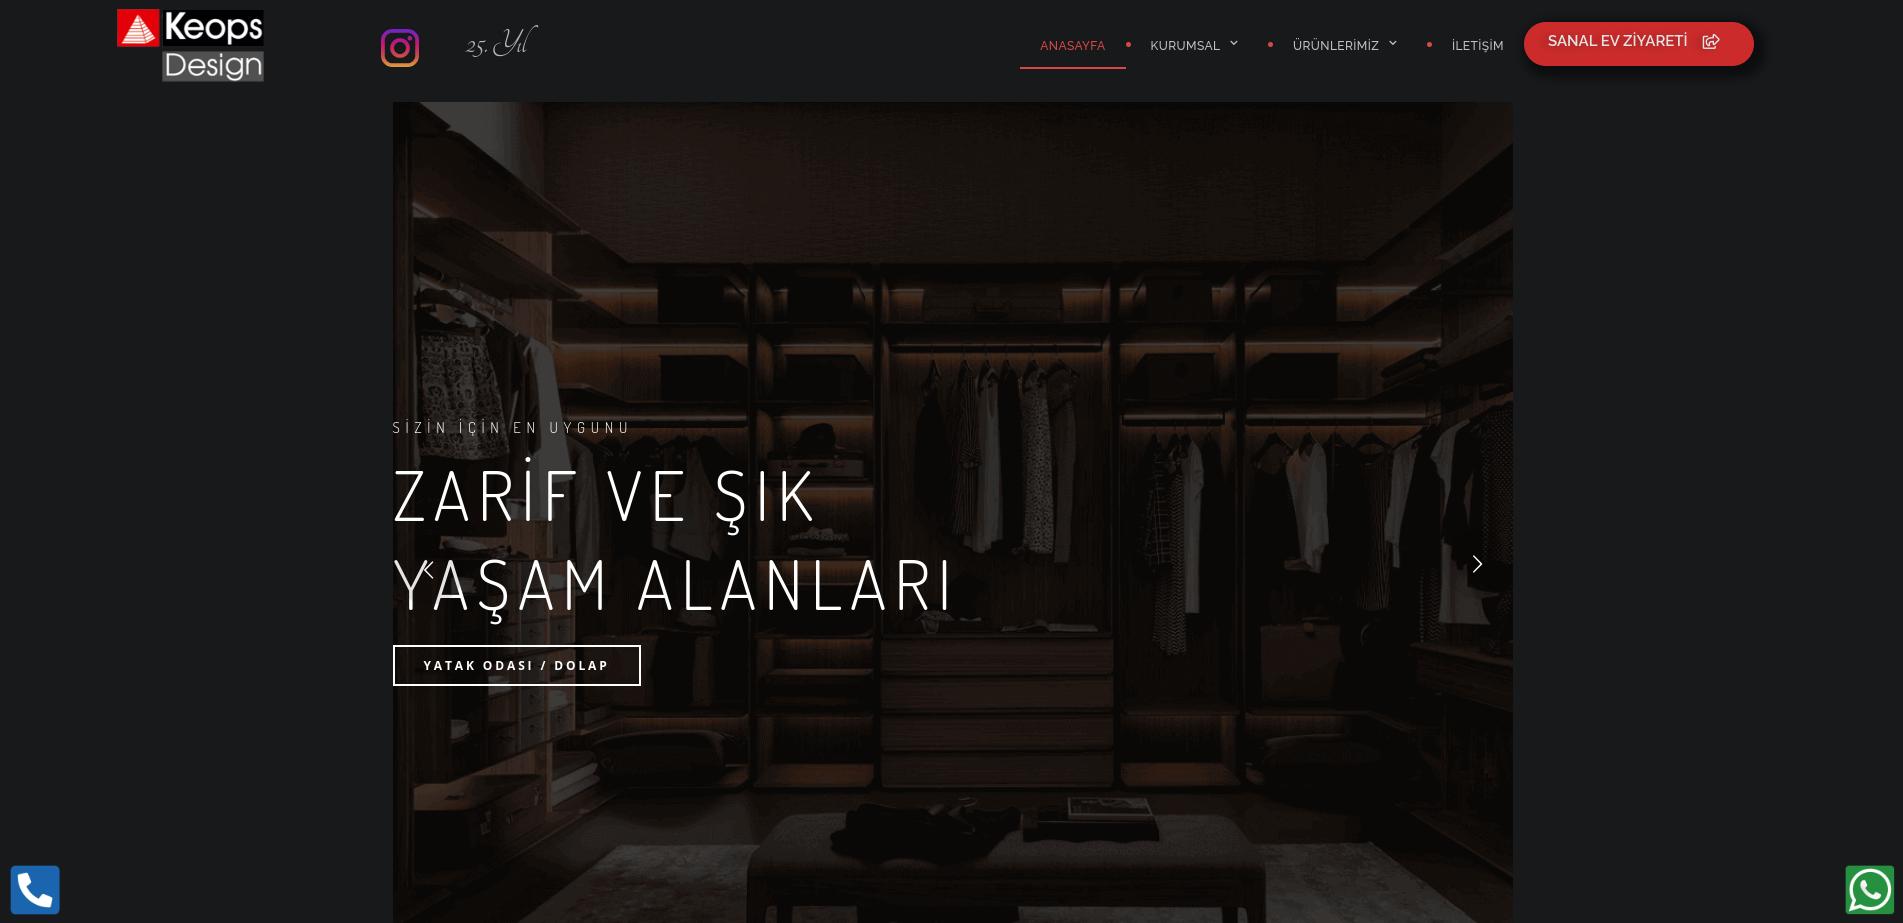 Keops
Design
25. Yıl
ANASAYFA
KURUMSAL
ÜRÜNLERİMİZ
İLETİŞİM
SANAL EV ZİYARETİ
SİZİN İÇİN EN UYGUNU
ZARİF VE ŞIK
YAŞAM ALANLARI
YATAK ODASI / DOLAP